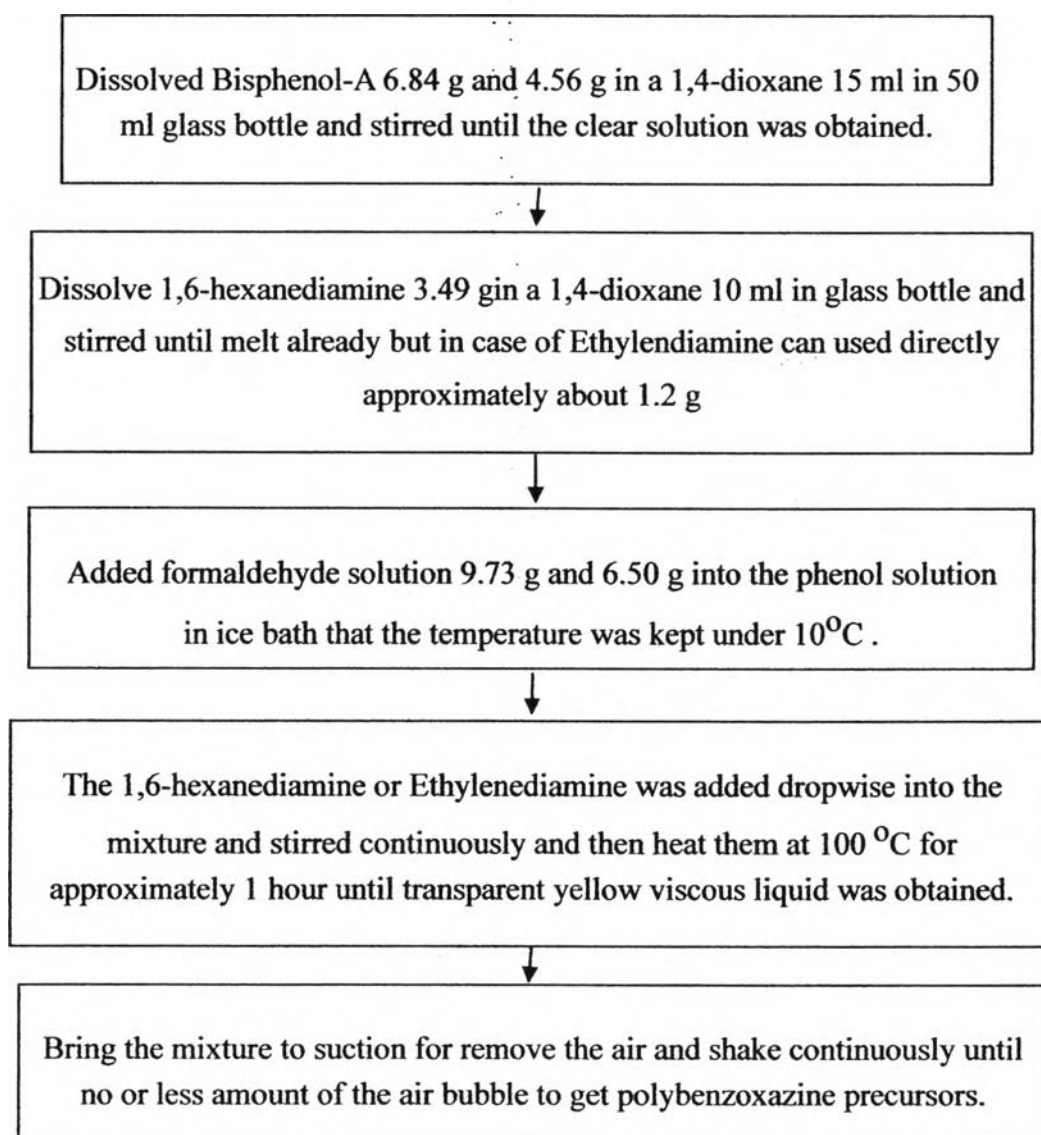 Dissolved Bisphenol-A 6.84 g and 4.56 g in a 1,4-dioxane 15 ml in 50
ml glass bottle and stirred until the clear solution was obtained.
Dissolve 1,6-hexanediamine 3.49 gin a 1,4-dioxane 10 ml in glass bottle and
stirred until melt already but in case of Ethylendiamine can used directly
approximately about 1.2 g
Added formaldehyde solution 9.73 g and 6.50 g into the phenol solution
in ice bath that the temperature was kept under 10°C .
The 1,6-hexanediamine or Ethylenediamine was added dropwise into the
mixture and stirred continuously and then heat them at 100 °C for
approximately 1 hour until transparent yellow viscous liquid was obtained.
Bring the mixture to suction for remove the air and shake continuously until
no or less amount of the air bubble to get polybenzoxazine precursors.